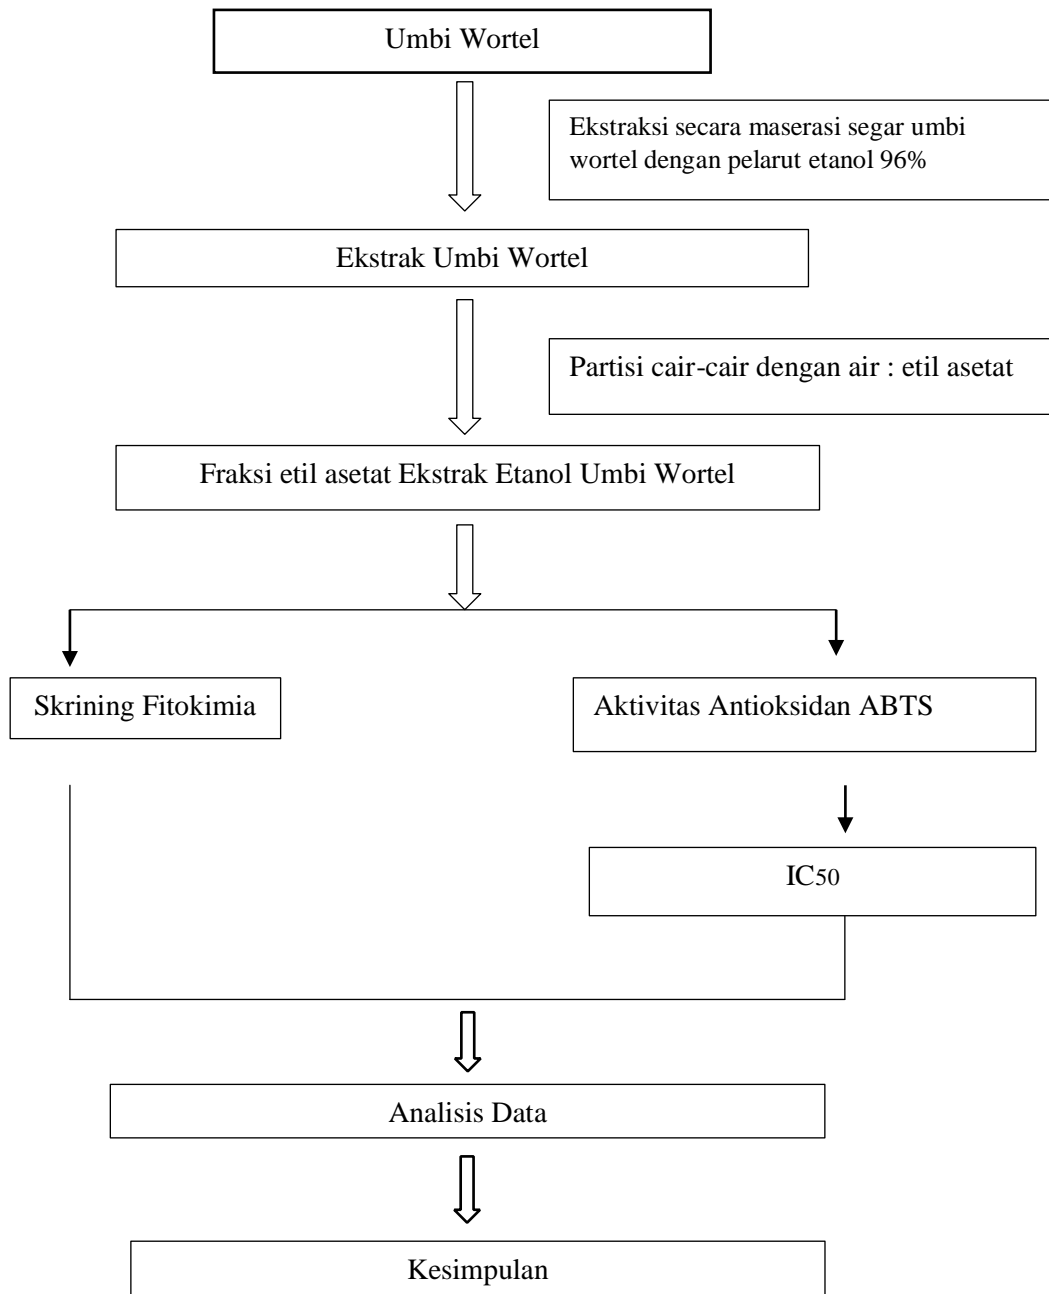 Umbi Wortel
Ekstraksi secara maserasi segar umbi
wortel dengan pelarut etanol 96%
Ekstrak Umbi Wortel
Partisi cair-cair dengan air : etil asetat
Fraksi etil asetat Ekstrak Etanol Umbi Wortel
Skrining Fitokimia
Aktivitas Antioksidan ABTS
IC50
Analisis Data
Kesimpulan